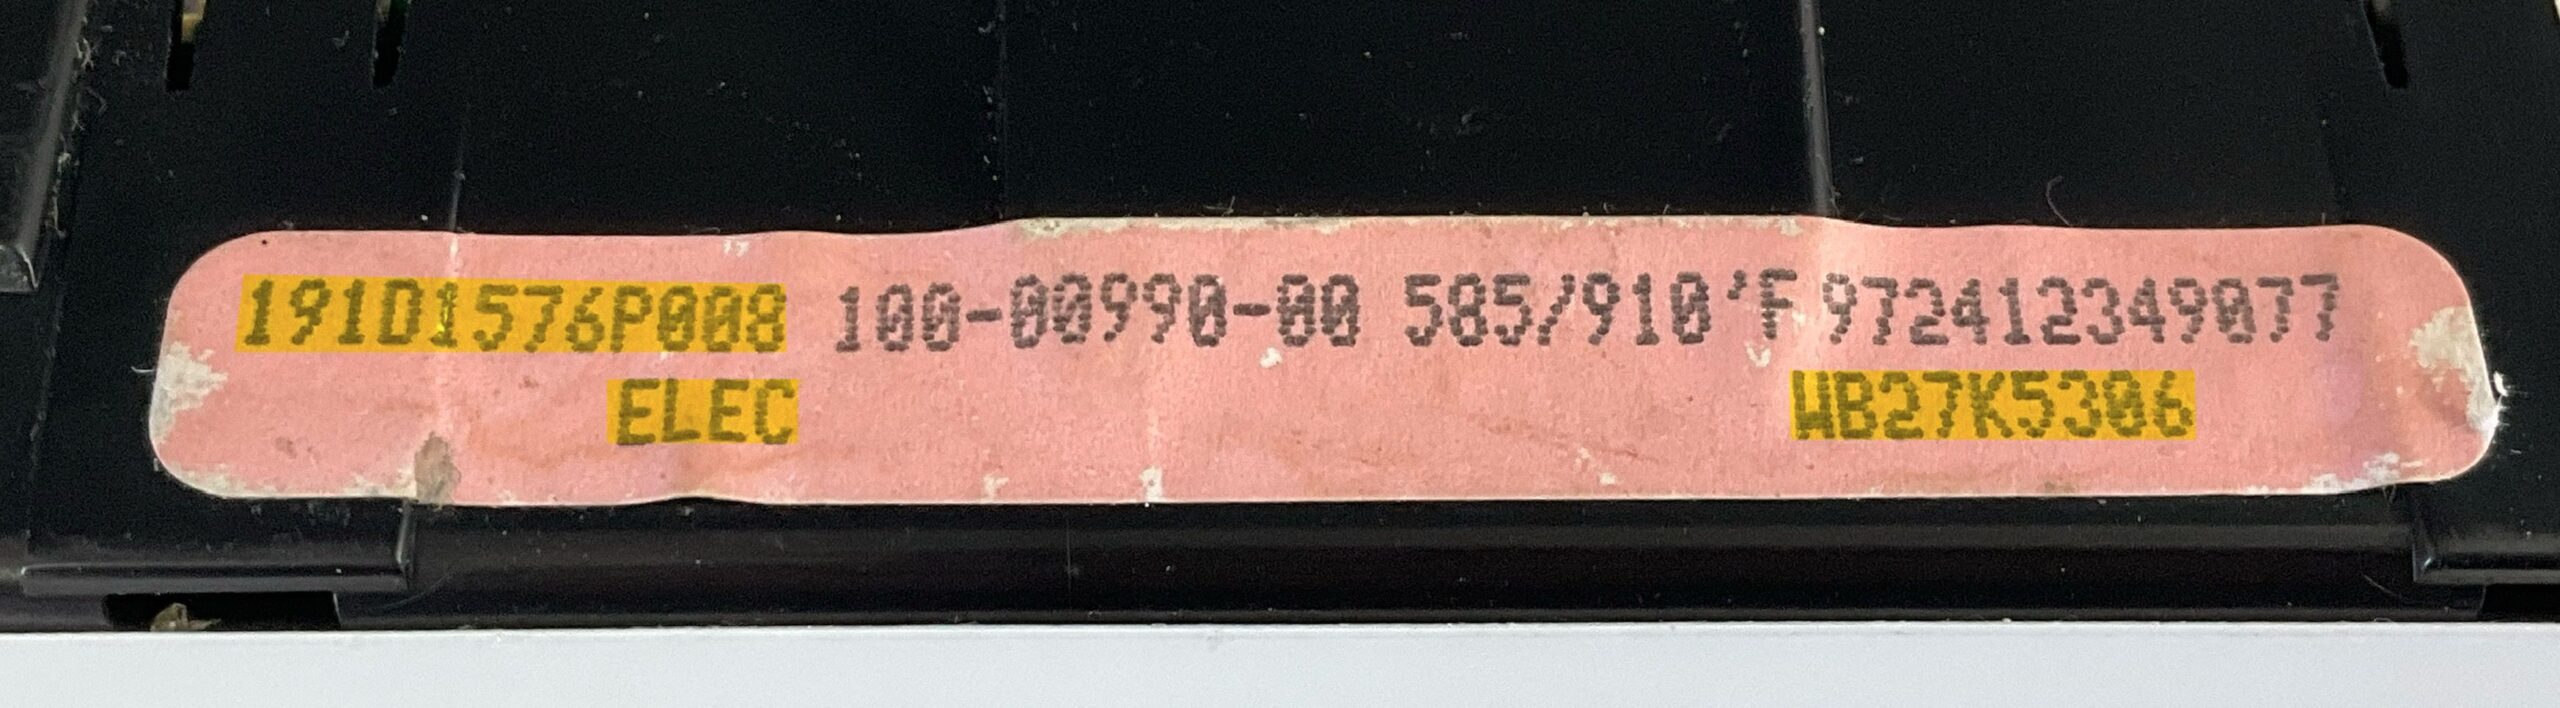 191D1576P008 100-00990-00 585/910'F 972412349077
ELEC WB27K5306